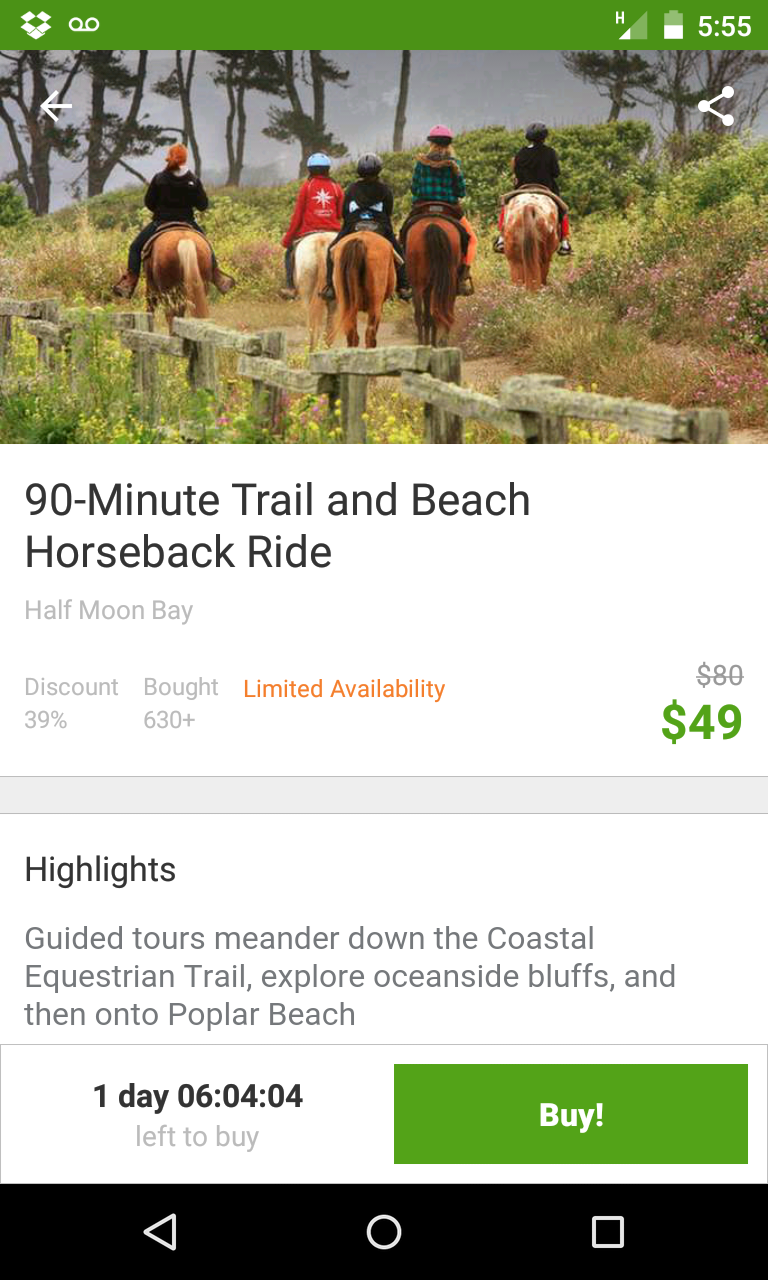 H 5:55
90-Minute Trail and Beach
Horseback Ride
Half Moon Bay
Discount Bought Limited Availability $80
39% 630+ $49
Highlights
Guided tours meander down the Coastal
Equestrian Trail, explore oceanside bluffs, and
then onto Poplar Beach
1 day 06:04:04
left to buy
Buy!